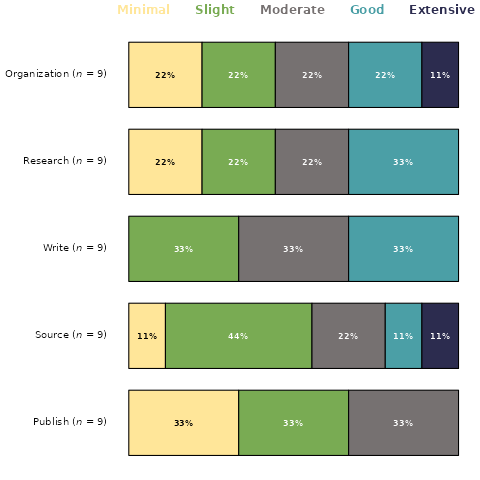 Minimal Slight Moderate Good Extensive
Organization (n = 9) 22% 22% 22% 22% 11%
Research (n = 9) 22% 22% 22% 33%
Write (n = 9) 33% 33% 33%
Source (n = 9) 11% 44% 22% 11% 11%
Publish (n = 9) 33% 33% 33%